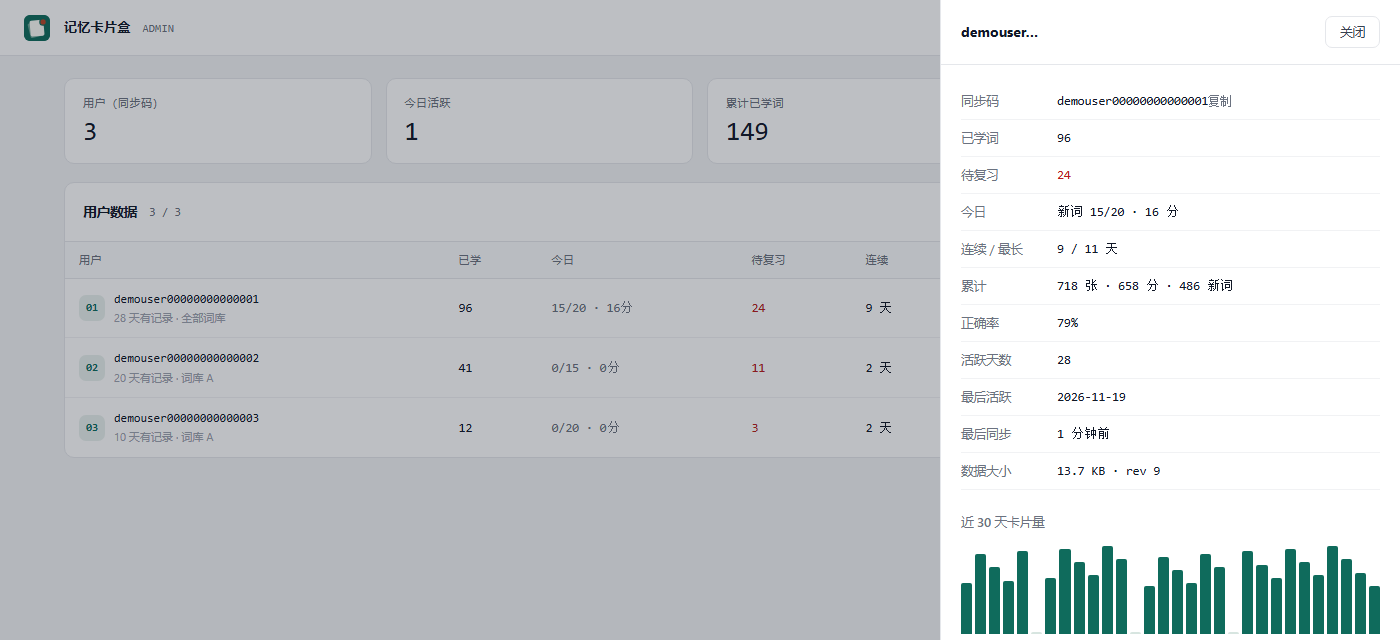 记忆卡片盒 ADMIN
用户（同步码）
3
今日活跃
1
累计已学词
149
用户数据 3 / 3
用户 已学 今日 待复习 连续
01 demouser00000000000001 96 15/20 · 16分 24 9 天
28 天有记录 · 全部词库
02 demouser00000000000002 41 0/15 · 0分 11 2 天
20 天有记录 · 词库 A
03 demouser00000000000003 12 0/20 · 0分 3 2 天
10 天有记录 · 词库 A
demouser… 关闭
同步码 demouser00000000000001复制
已学词 96
待复习 24
今日 新词 15/20 · 16 分
连续 / 最长 9 / 11 天
累计 718 张 · 658 分 · 486 新词
正确率 79%
活跃天数 28
最后活跃 2026-11-19
最后同步 1 分钟前
数据大小 13.7 KB · rev 9
近 30 天卡片量